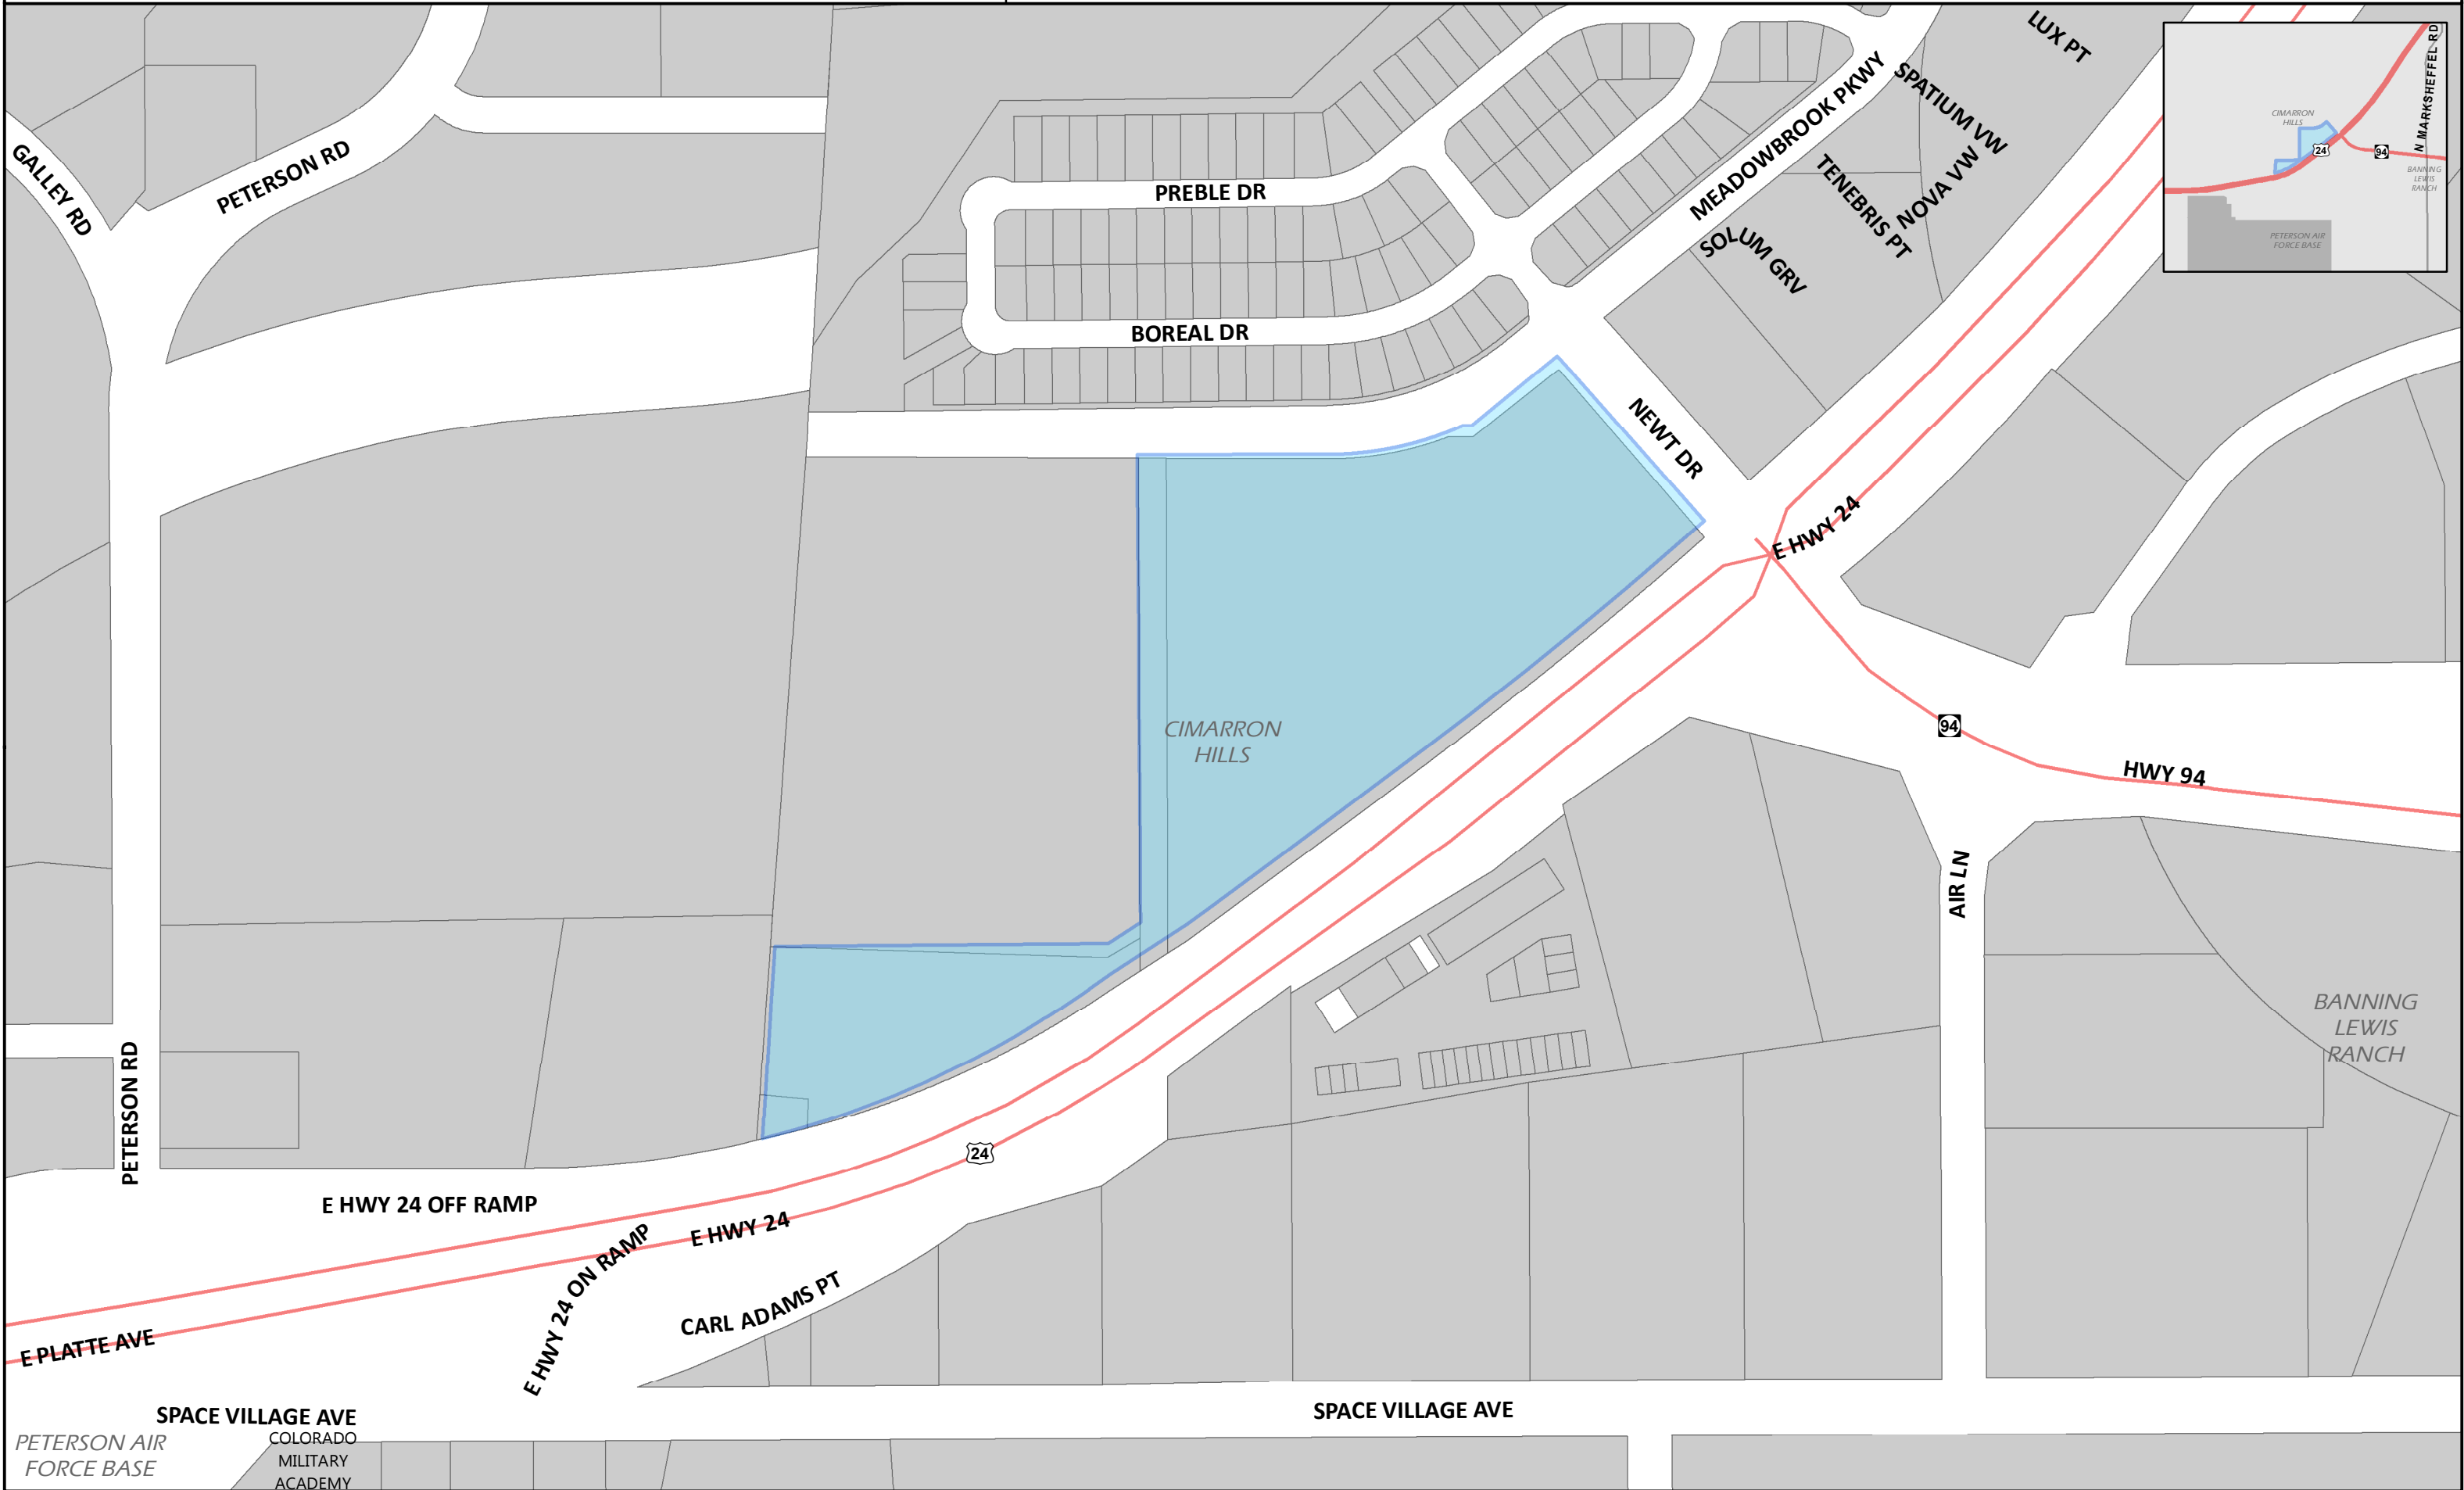 LUX PT
SPATIUM VW
N MARKSHEFFEL RD
CIMARRON
HILLS
24
94
BANNING
LEWIS
RANCH
PETERSON AIR
FORCE BASE
GALLEY RD
PETERSON RD
PREBLE DR
MEADOWBROOK PKWY
TENEBRIS PT
NOVA VW
SOLUM GRV
BOREAL DR
NEWT DR
E HWY 24
CIMARRON
HILLS
94
HWY 94
AIR LN
BANNING
LEWIS
RANCH
PETERSON RD
24
E HWY 24 OFF RAMP
E HWY 24
E HWY 24 ON RAMP
CARL ADAMS PT
E PLATTE AVE
SPACE VILLAGE AVE
SPACE VILLAGE AVE
PETERSON AIR
FORCE BASE
COLORADO
MILITARY
ACADEMY